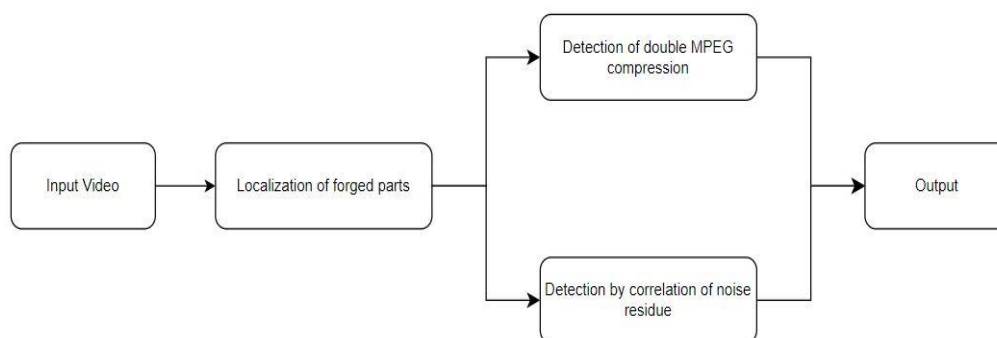 Detection of double MPEG
compression
Input Video
Localization of forged parts
Output
Detection by correlation of noise
residue